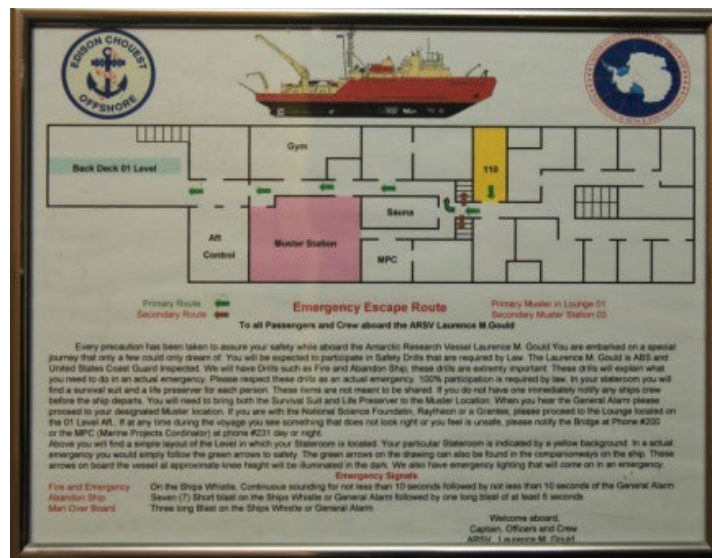 EDISON CHOUEST
OFFSHORE
Gym
Back Deck 01 Level
110
Sauna
Aft
Control
Muster Station
MPC
Primary Route
Secondary Route
Emergency Escape Route
Primary Muster in Lounge 01
Secondary Muster Station 03
To all Passengers and Crew aboard the ARSV Laurence M.Gould
Every precaution has been taken to assure your safety while aboard the Antarctic Research Vessel Laurence M. Gould.You are embarked on a special
journey that only a few could only dream of. You will be expected to participate in Safety Drills that are required by Law. The Laurence M. Gould is ABS and
United States Coast Guard Inspected. We will have Drills such as Fire and Abandon Ship, these drills are extremly important. These drills will explain what
you need to do in an actual emergency. Please respect these drills as an actual emergency. 100% participation is required by law. In your stateroom you will
find a survival suit and a life preserver for each person. These items are not meant to be shared. If you do not have one immediately notify any ships crew
before the ship departs. You will need to bring both the Survival Suit and Life Preserver to the Muster Location. When you hear the General Alarm please
proceed to your designated Muster location. If you are with the National Science Foundatin, Raytheon or a Grantee, please proceed to the Lounge located on
the 01 Level Aft.. If at any time during the voyage you see something that does not look right or you feel is unsafe, please notify the Bridge at Phone #200
or the MPC (Marine Projects Cordinator) at phone #231 day or night.
Above you will find a simple layout of the Level in which your Stateroom is located. Your particular Stateroom is indicated by a yellow background. In a actual
emergency you would simply follow the green arrows to safety. The green arrows on the drawing can also be found in the companionways on the ship. These
arrows on board the vessel at approximate knee height will be illuminated in the dark. We also have emergency lighting that will come on in an emergency.
Emergency Signals
Fire and Emergency On the Ships Whistle, Continuous sounding for not less than 10 seconds followed by not less than 10 seconds of the General Alarm
Abandon Ship Seven (7) Short blast on the Ships Whistle or General Alarm followed by one long blast of at least 6 seconds
Man Over Board Three long Blast on the Ships Whistle or General Alarm
Welcome aboard,
Captain, Officers and Crew
ARSV Laurence M. Gould